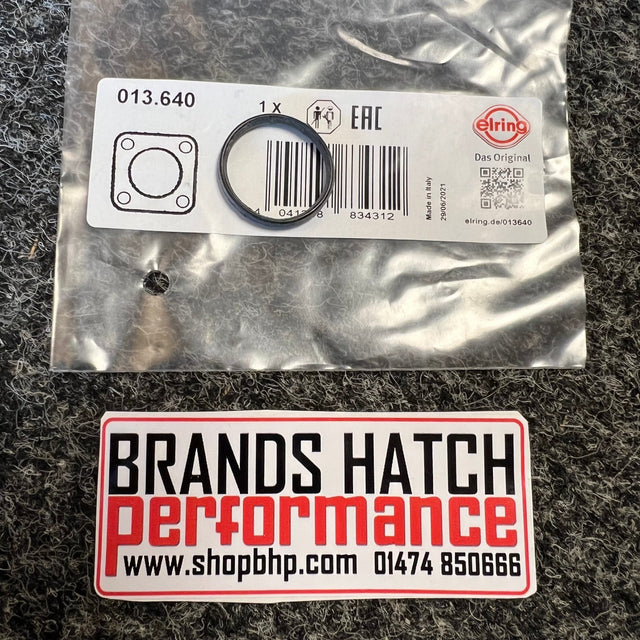 013.640
1 X
EAC
elring
Das Original
834312
Made in Italy
29/06/2021
elring.de/013640
BRANDS HATCH
performance
www.shopbhp.com 01474 850666